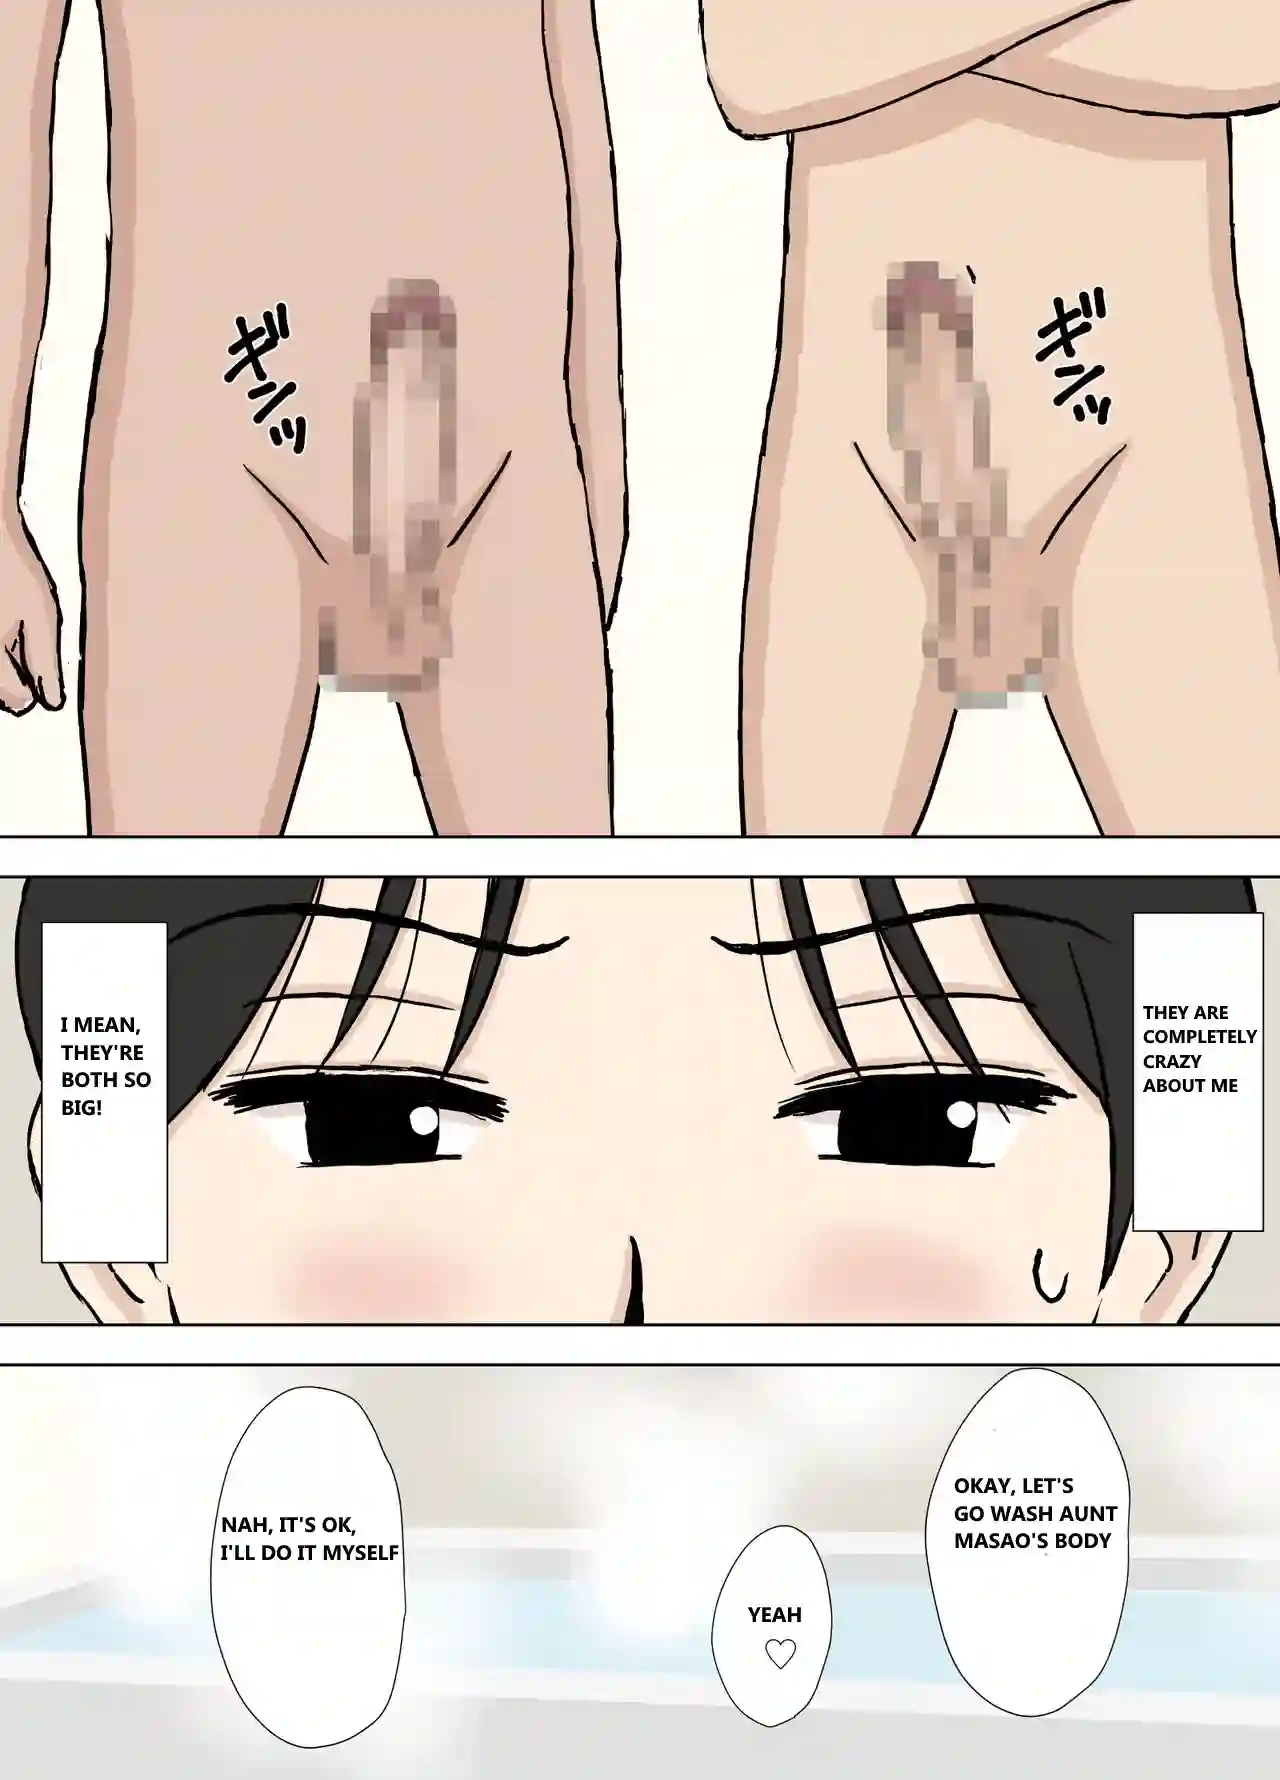 ギンッ
ギンッ
THEY ARE
COMPLETELY
CRAZY
ABOUT ME
I MEAN,
THEY'RE
BOTH SO
BIG!
OKAY, LET'S
GO WASH AUNT
MASAO'S BODY
YEAH
♡
NAH, IT'S OK,
I'LL DO IT MYSELF